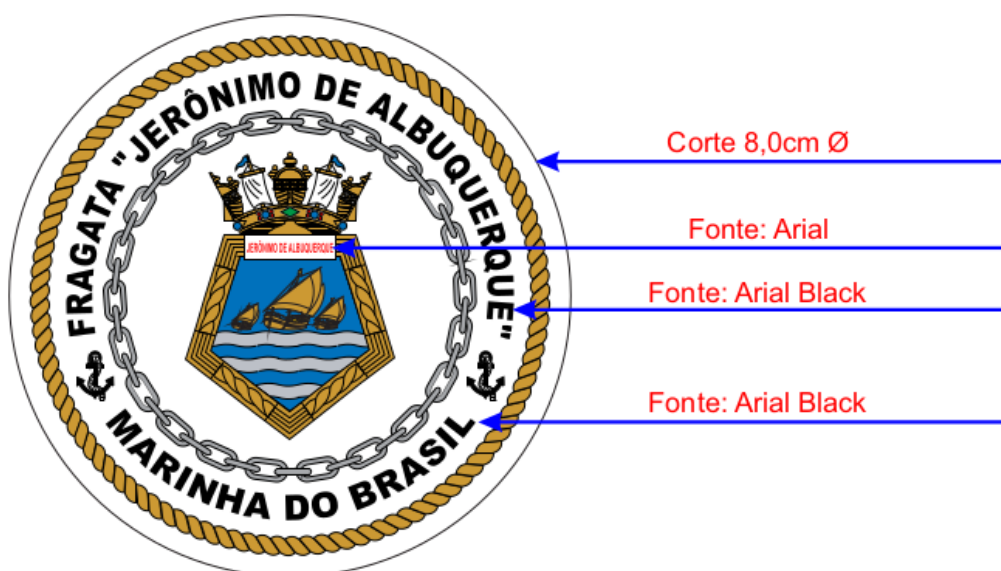 FRAGATA "JERÔNIMO DE ALBUQUERQUE"
JERÔNIMO DE ALBUQUERQUE
MARINHA DO BRASIL
Corte 8,0cm Ø
Fonte: Arial
Fonte: Arial Black
Fonte: Arial Black